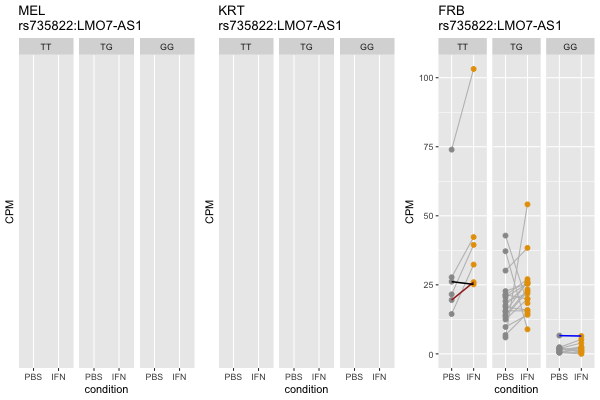 MEL
rs735822:LMO7-AS1
TT TG GG
CPM
PBS IFN PBS IFN PBS IFN
condition
KRT
rs735822:LMO7-AS1
TT TG GG
CPM
PBS IFN PBS IFN PBS IFN
condition
FRB
rs735822:LMO7-AS1
TT TG GG
100
75
50
25
0
CPM
PBS IFN PBS IFN PBS IFN
condition